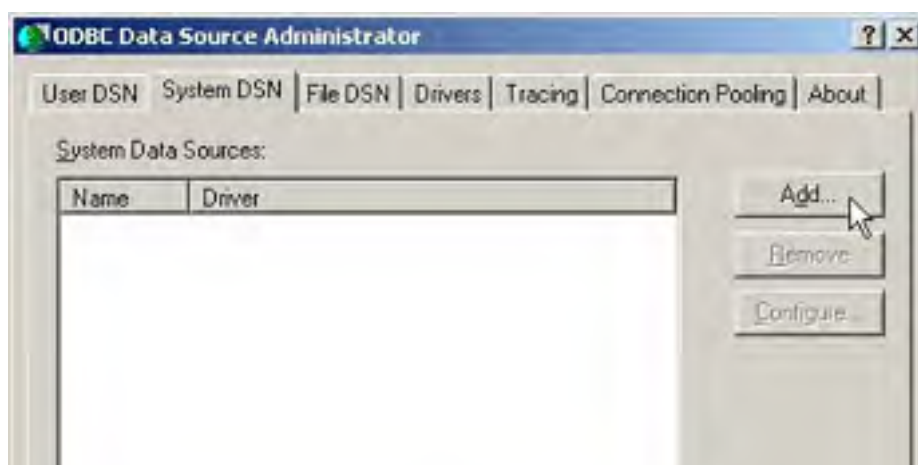 ODBC Data Source Administrator
User DSN System DSN File DSN Drivers Tracing Connection Pooling About
System Data Sources:
Name Driver
Add...
Remove
Configure...